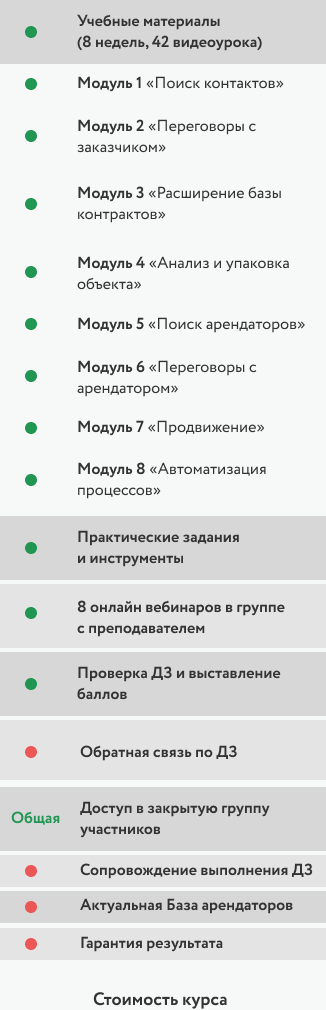 Учебные материалы
(8 недель, 42 видеоурока)
Модуль 1 «Поиск контактов»
Модуль 2 «Переговоры с
заказчиком»
Модуль 3 «Расширение базы
контрактов»
Модуль 4 «Анализ и упаковка
объекта»
Модуль 5 «Поиск арендаторов»
Модуль 6 «Переговоры с
арендатором»
Модуль 7 «Продвижение»
Модуль 8 «Автоматизация
процессов»
Практические задания
и инструменты
8 онлайн вебинаров в группе
с преподавателем
Проверка ДЗ и выставление
баллов
Обратная связь по ДЗ
Общая
Доступ в закрытую группу
участников
Сопровождение выполнения ДЗ
Актуальная База арендаторов
Гарантия результата
Стоимость курса